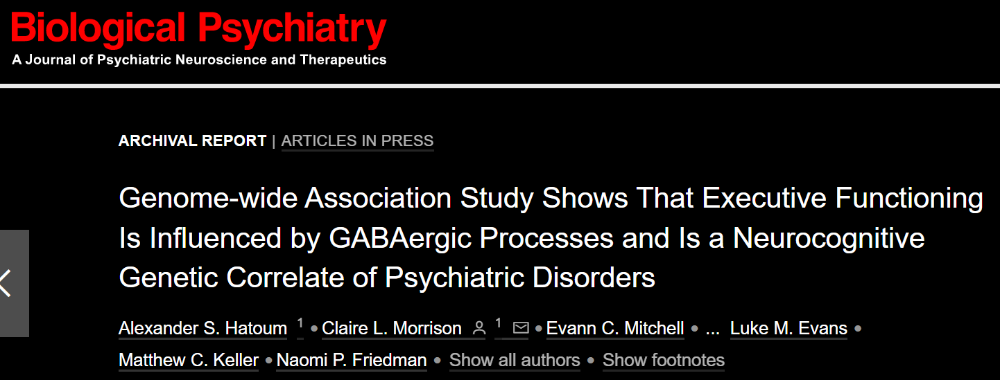 Biological Psychiatry
A Journal of Psychiatric Neuroscience and Therapeutics
ARCHIVAL REPORT | ARTICLES IN PRESS
Genome-wide Association Study Shows That Executive Functioning
Is Influenced by GABAergic Processes and Is a Neurocognitive
Genetic Correlate of Psychiatric Disorders
Alexander S. Hatoum 1 • Claire L. Morrison 1 • Evann C. Mitchell • ... Luke M. Evans •
Matthew C. Keller • Naomi P. Friedman • Show all authors • Show footnotes